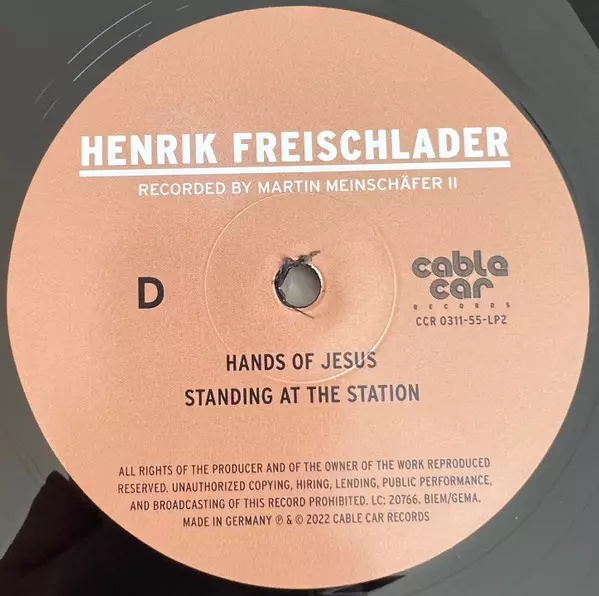 HENRIK FREISCHLADER
RECORDED BY MARTIN MEINSCHÄFER II
D
cable
car
RECORDS
CCR 0311-55-LP2
HANDS OF JESUS
STANDING AT THE STATION
ALL RIGHTS OF THE PRODUCER AND OF THE OWNER OF THE WORK REPRODUCED
RESERVED. UNAUTHORIZED COPYING, HIRING, LENDING, PUBLIC PERFORMANCE,
AND BROADCASTING OF THIS RECORD PROHIBITED. LC: 20766. BIEM/GEMA.
MADE IN GERMANY ℗ & © 2022 CABLE CAR RECORDS